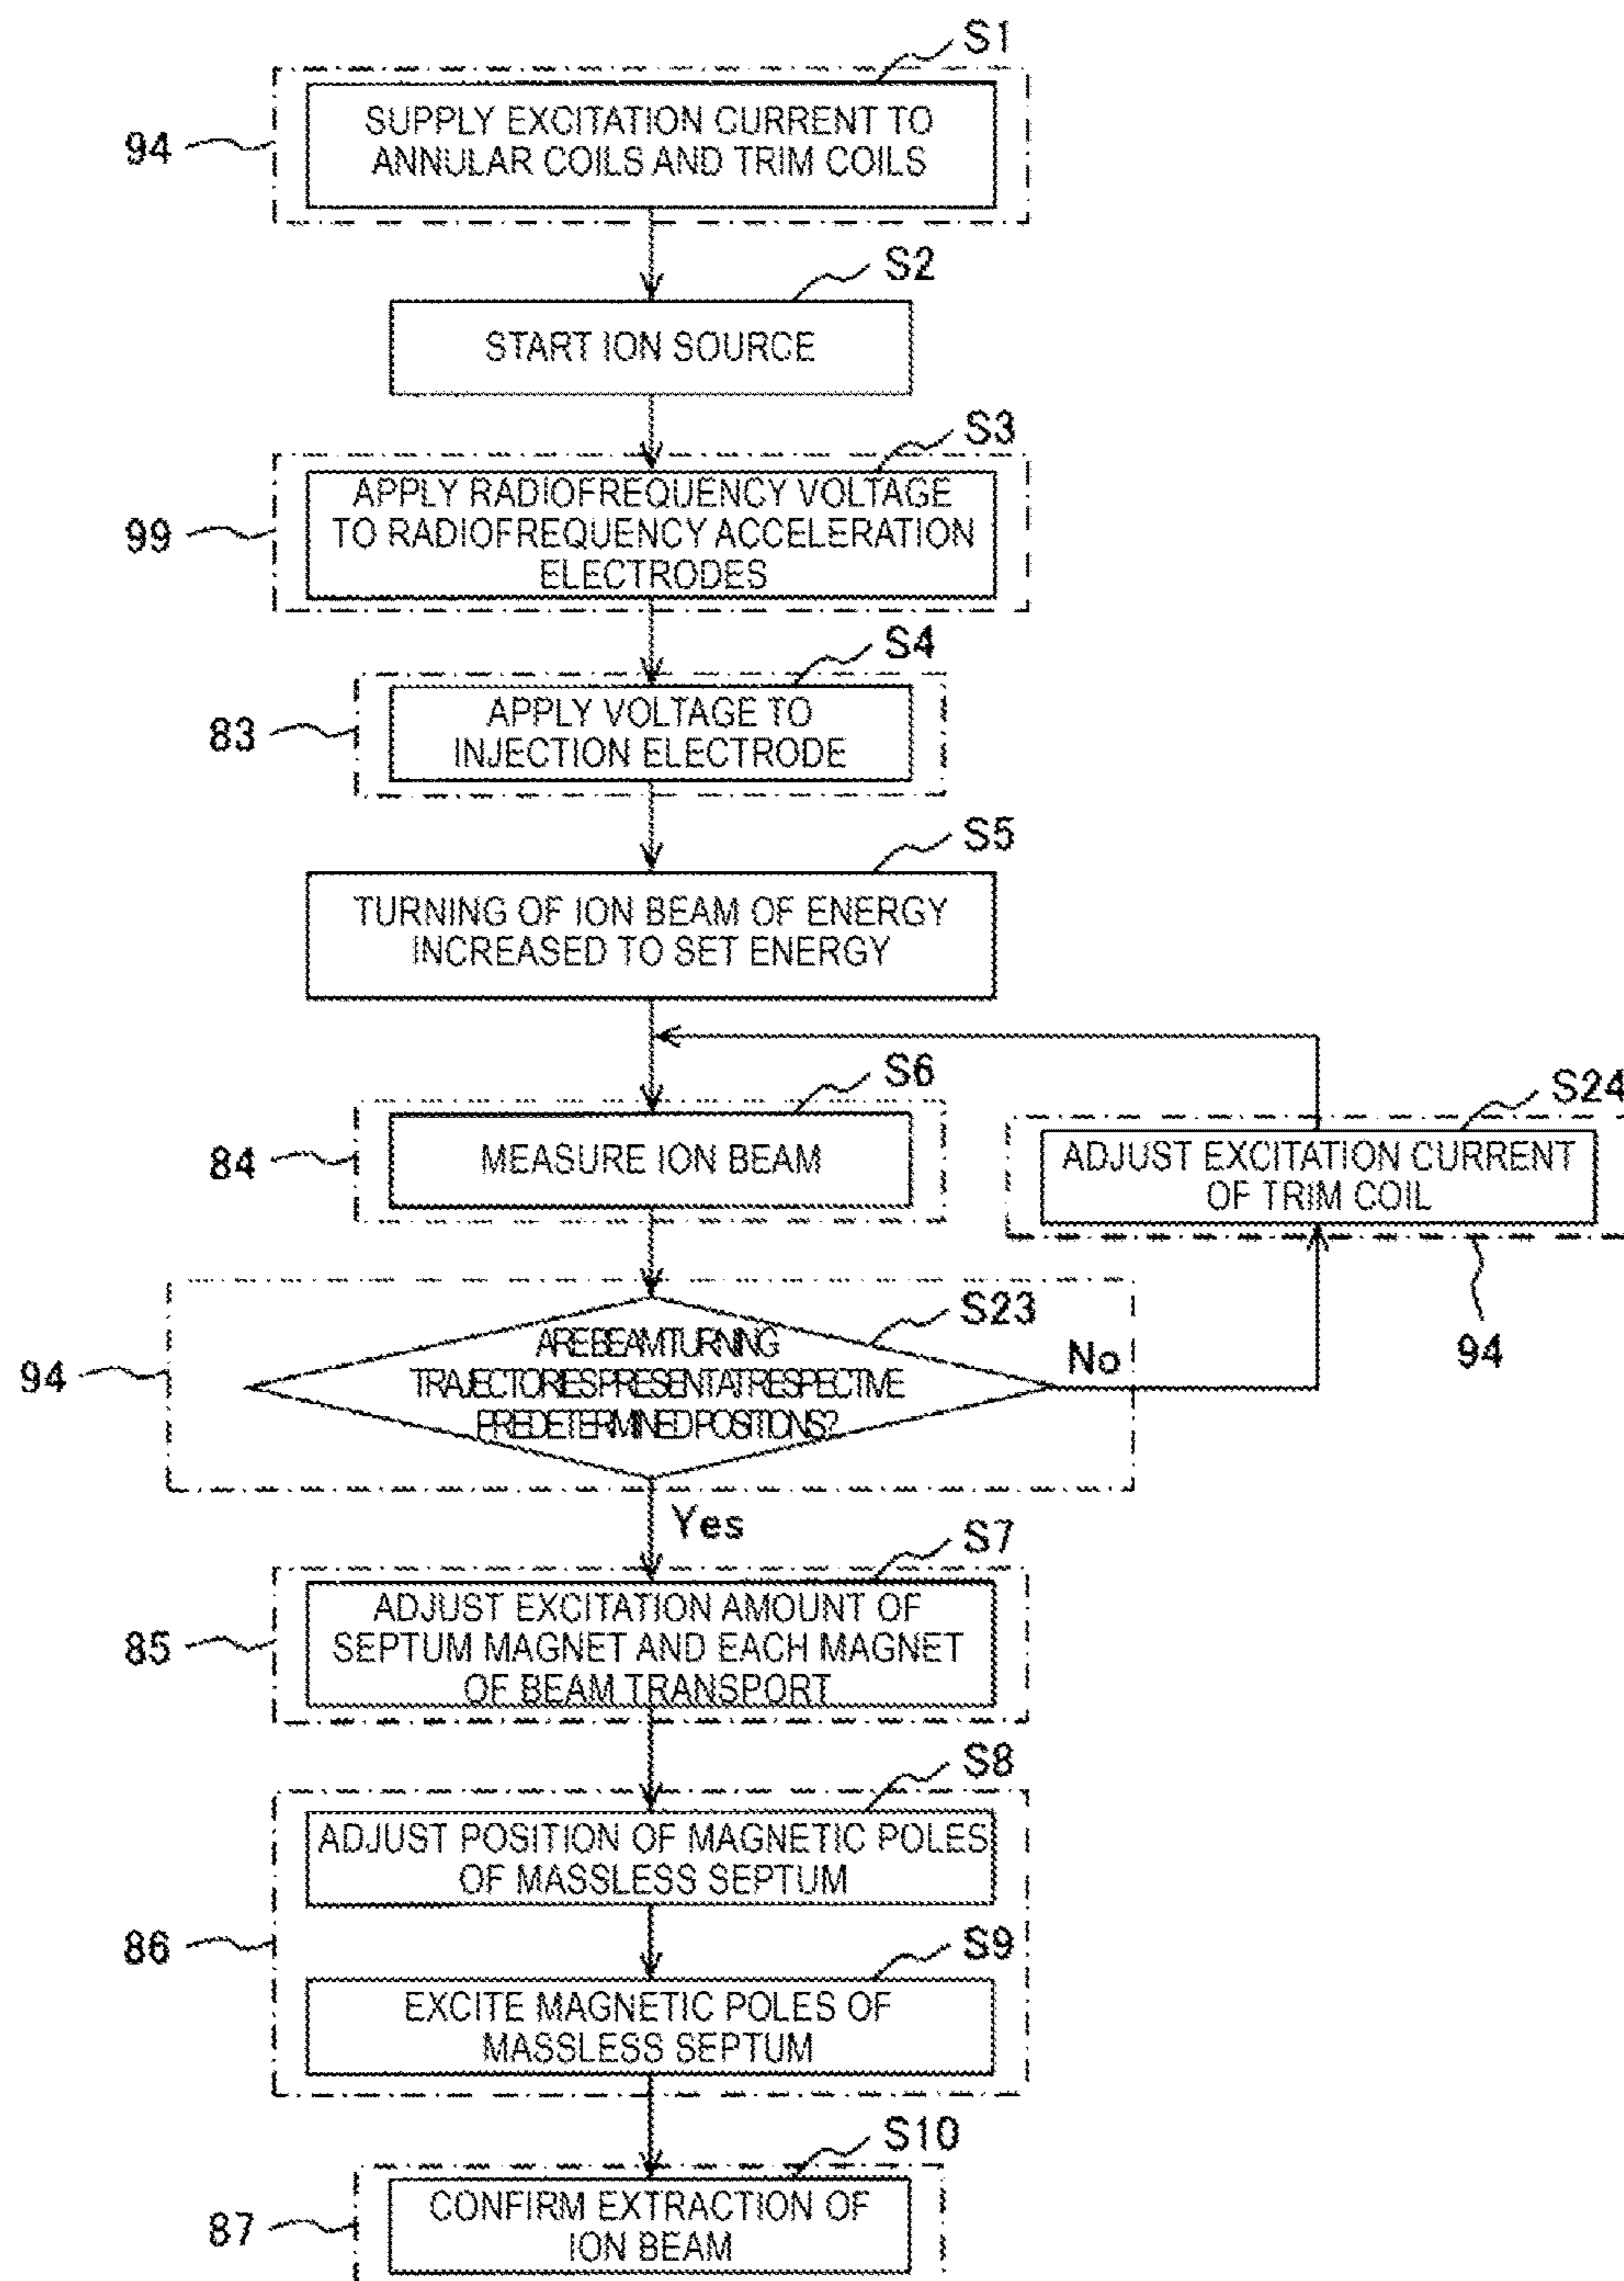 S1
94
SUPPLY EXCITATION CURRENT TO
ANNULAR COILS AND TRIM COILS
S2
START ION SOURCE
S3
99
APPLY RADIOFREQUENCY VOLTAGE
TO RADIOFREQUENCY ACCELERATION
ELECTRODES
S4
83
APPLY VOLTAGE TO
INJECTION ELECTRODE
S5
TURNING OF ION BEAM OF ENERGY
INCREASED TO SET ENERGY
S6
84
MEASURE ION BEAM
S24
ADJUST EXCITATION CURRENT
OF TRIM COIL
94
S23
94
ARE BEAM TURNING
TRAJECTORIES PRESENT AT RESPECTIVE
PREDETERMINED POSITIONS?
No
Yes
S7
85
ADJUST EXCITATION AMOUNT OF
SEPTUM MAGNET AND EACH MAGNET
OF BEAM TRANSPORT
S8
ADJUST POSITION OF MAGNETIC POLES
OF MASSLESS SEPTUM
86
S9
EXCITE MAGNETIC POLES OF
MASSLESS SEPTUM
S10
87
CONFIRM EXTRACTION OF
ION BEAM